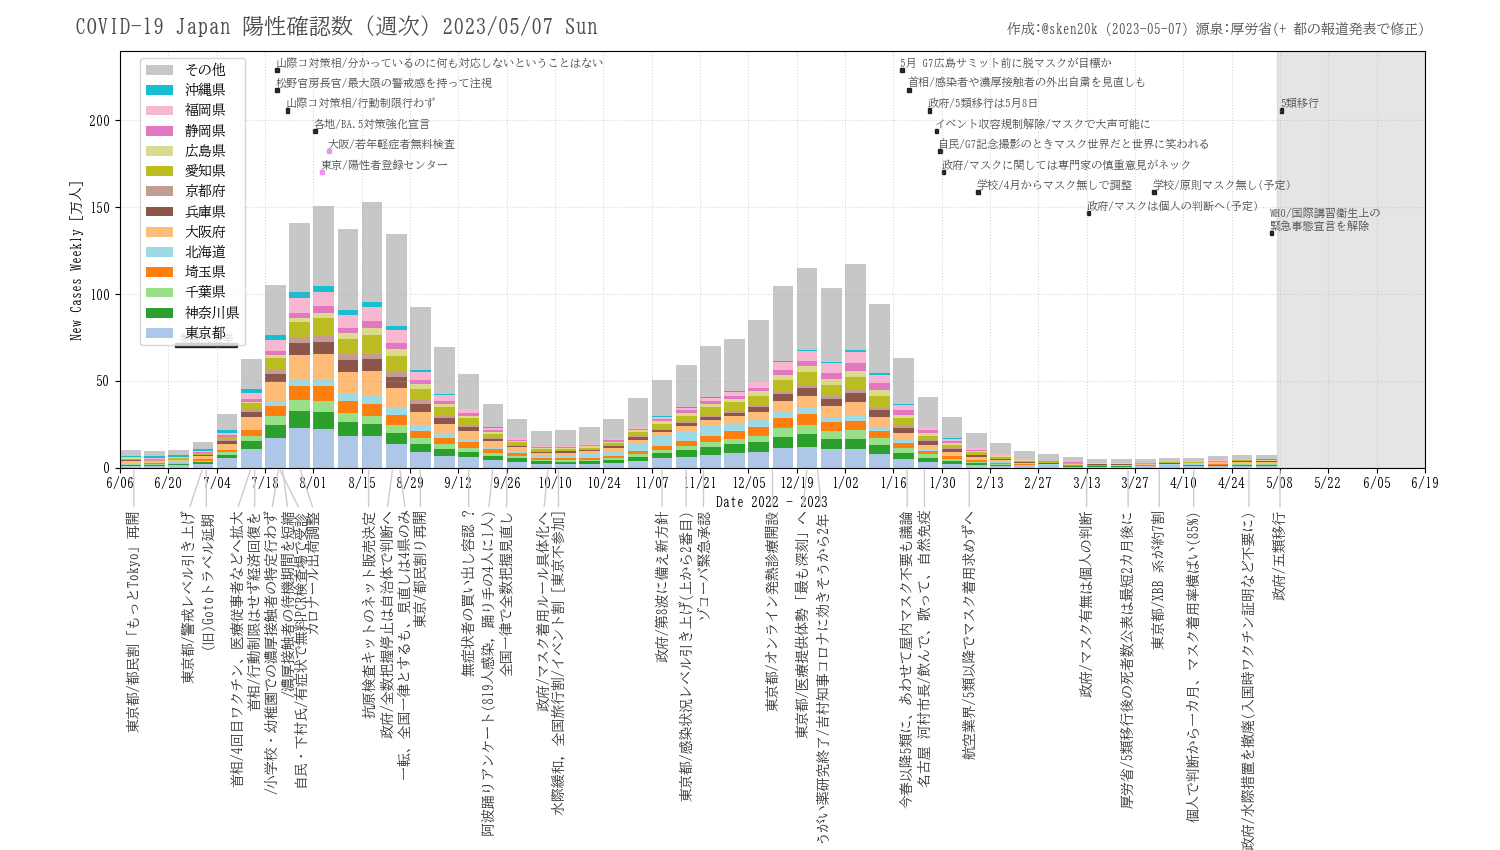 COVID-19 Japan 陽性確認数 (週次) 2023/05/07 Sun
作成:@sken20k (2023-05-07) 源泉:厚労省(+ 都の報道発表で修正)
その他
沖縄県
福岡県
静岡県
広島県
愛知県
京都府
兵庫県
大阪府
北海道
埼玉県
千葉県
神奈川県
東京都
山際コ対策相/分かっているのに何も対応しないということはない
松野官房長官/最大限の警戒感を持って注視
山際コ対策相/行動制限行わず
各地/BA.5対策強化宣言
大阪/若年軽症者無料検査
東京/陽性者登録センター
5月 G7広島サミット前に脱マスクが目標か
首相/感染者や濃厚接触者の外出自粛を見直しも
政府/5類移行は5月8日
イベント収容規制解除/マスクで大声可能に
自民/G7記念撮影のときマスク世界だと世界に笑われる
政府/マスクに関しては専門家の慎重意見がネック
学校/4月からマスク無しで調整
学校/原則マスク無し(予定)
政府/マスクは個人の判断へ(予定)
WHO/国際講習衛生上の
緊急事態宣言を解除
5類移行
New Cases Weekly [万人]
200
150
100
50
0
6/06 6/20 7/04 7/18 8/01 8/15 8/29 9/12 9/26 10/10 10/24 11/07 11/21 12/05 12/19 1/02 1/16 1/30 2/13 2/27 3/13 3/27 4/10 4/24 5/08 5/22 6/05 6/19
Date 2022 - 2023
東京都/都民割「もっとTokyo」再開
東京都/警戒レベル引き上げ
(旧)Gotoトラベル延期
首相/4回目ワクチン、医療従事者などへ拡大
首相/行動制限はせず経済回復を
/小学校・幼稚園での濃厚接触者の特定行わず
/濃厚接触者の待機期間を短縮
自民・下村氏/有症状で無料PCR検査場で受診
カロナール出荷調整
抗原検査キットのネット販売決定
政府/全数把握停止は自治体で判断へ
一転、全国一律とするも、見直しは4県のみ
東京/都民割り再開
無症状者の買い出し容認？
阿波踊りアンケート(819人感染, 踊り手の4人に1人)
全国一律で全数把握見直し
政府/マスク着用ルール具体化へ
水際緩和, 全国旅行割/イベント割 [東京不参加]
政府/第8波に備え新方針
東京都/感染状況レベル引き上げ(上から2番目)
ゾコーバ緊急承認
東京都/オンライン発熱診療開設
東京都/医療提供体勢「最も深刻」へ
うがい薬研究終了/吉村知事コロナに効きそうから2年
今春以降5類に、あわせて屋内マスク不要も議論
名古屋 河村市長/飲んで、歌って、自然免疫
航空業界/5類以降でマスク着用求めずへ
政府/マスク有無は個人の判断
厚労省/5類移行後の死者数公表は最短2カ月後に
東京都/XBB 系が約7割
個人で判断から一カ月、マスク着用率横ばい(85%)
政府/水際措置を撤廃(入国時ワクチン証明など不要に)
政府/五類移行